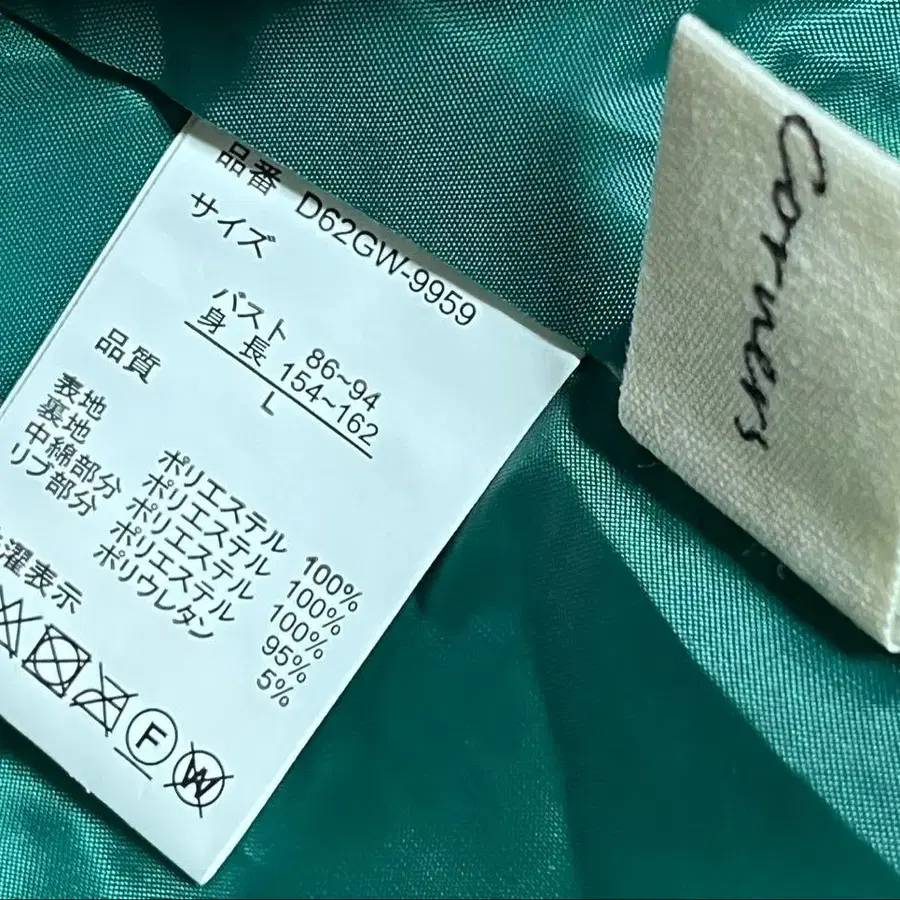 品番 D62GW-9959
サイズ
バスト 86~94
身長 154~162
L
品質
表地 ポリエステル 100%
裏地 ポリエステル 100%
中綿部分 ポリエステル 100%
リブ部分 ポリエステル 95%
ポリウレタン 5%
濯表示
F
W
Corners